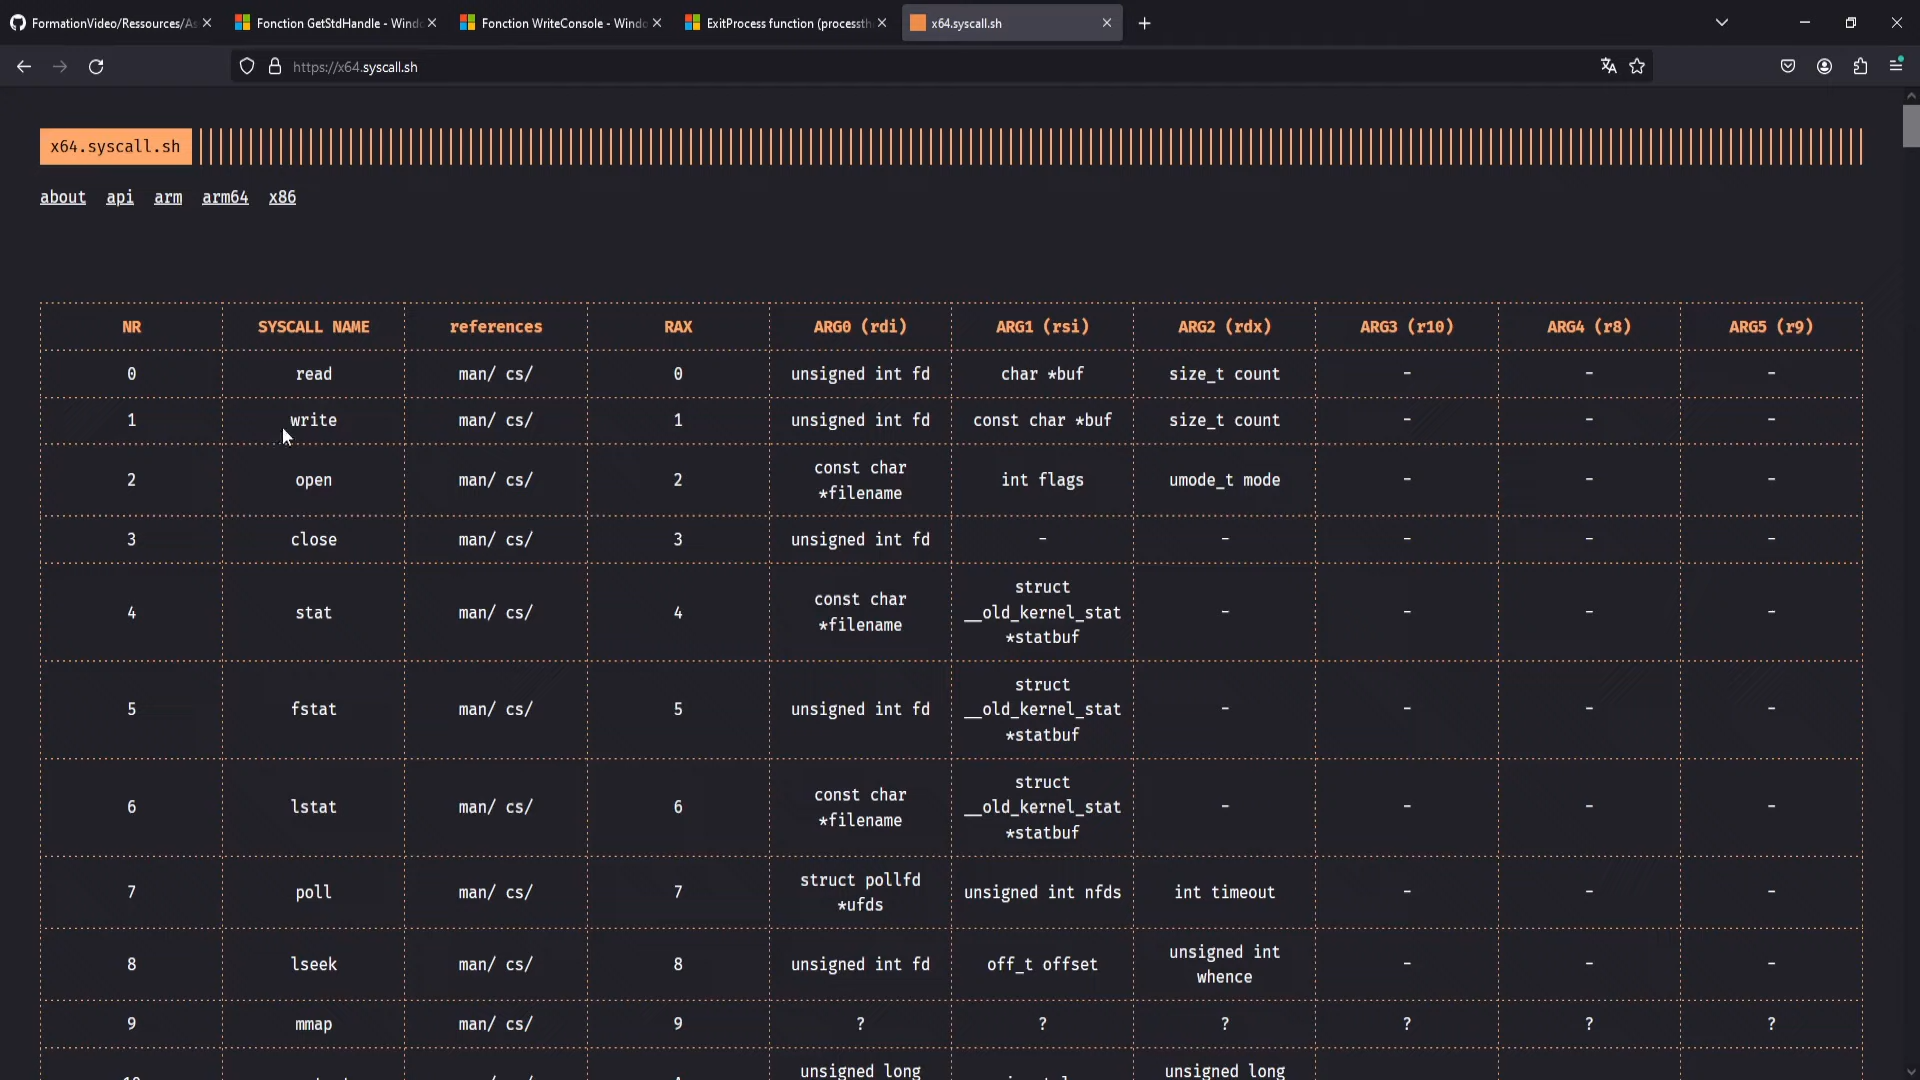 FormationVideo/Ressources/As
Fonction GetStdHandle - Windo
Fonction WriteConsole - Windo
ExitProcess function (processth
x64.syscall.sh
https://x64.syscall.sh
x64.syscall.sh
about api arm arm64 x86
NR SYSCALL NAME references RAX ARG0 (rdi) ARG1 (rsi) ARG2 (rdx) ARG3 (r10) ARG4 (r8) ARG5 (r9)
0 read man/ cs/ 0 unsigned int fd char *buf size_t count - - -
1 write man/ cs/ 1 unsigned int fd const char *buf size_t count - - -
2 open man/ cs/ 2 const char *filename int flags umode_t mode - - -
3 close man/ cs/ 3 unsigned int fd - - - - -
4 stat man/ cs/ 4 const char *filename struct __old_kernel_stat *statbuf - - - -
5 fstat man/ cs/ 5 unsigned int fd struct __old_kernel_stat *statbuf - - - -
6 lstat man/ cs/ 6 const char *filename struct __old_kernel_stat *statbuf - - - -
7 poll man/ cs/ 7 struct pollfd *ufds unsigned int nfds int timeout - - -
8 lseek man/ cs/ 8 unsigned int fd off_t offset unsigned int whence - - -
9 mmap man/ cs/ 9 ? ? ? ? ? ?
unsigned long unsigned long